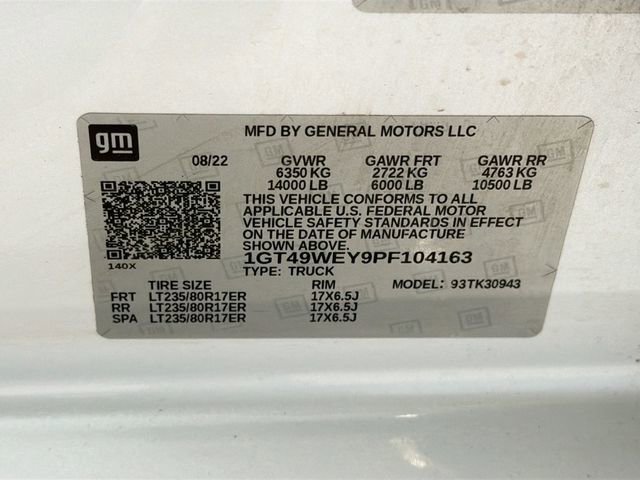 gm
MFD BY GENERAL MOTORS LLC
08/22 GVWR GAWR FRT GAWR RR
6350 KG 2722 KG 4763 KG
14000 LB 6000 LB 10500 LB
THIS VEHICLE CONFORMS TO ALL
APPLICABLE U.S. FEDERAL MOTOR
VEHICLE SAFETY STANDARDS IN EFFECT
ON THE DATE OF MANUFACTURE
SHOWN ABOVE.
140X
1GT49WEY9PF104163
TYPE: TRUCK
TIRE SIZE RIM MODEL: 93TK30943
FRT LT235/80R17ER 17X6.5J
RR LT235/80R17ER 17X6.5J
SPA LT235/80R17ER 17X6.5J